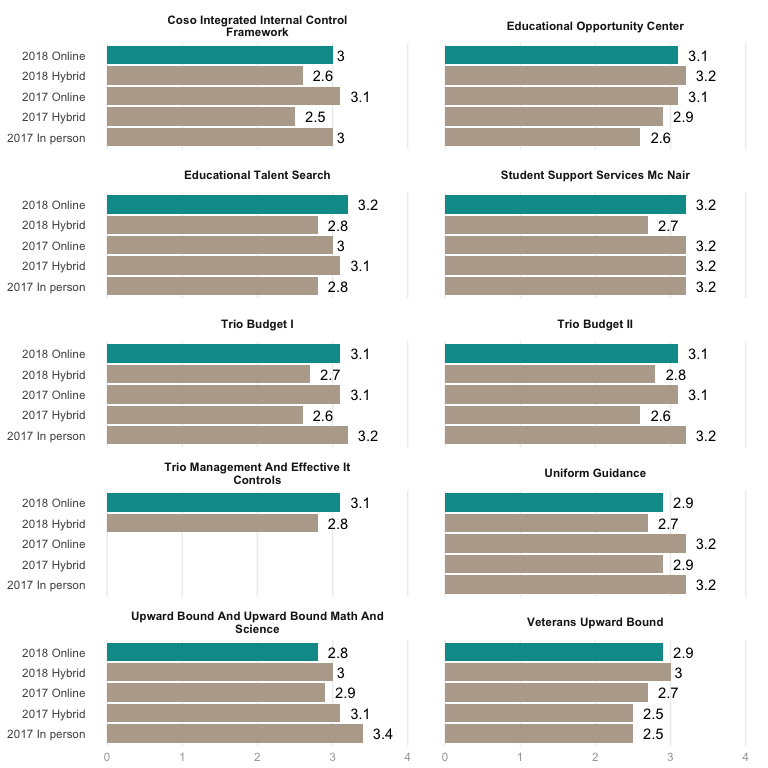 Coso Integrated Internal Control
Framework
2018 Online 3
2018 Hybrid 2.6
2017 Online 3.1
2017 Hybrid 2.5
2017 In person 3
Educational Opportunity Center
3.1
3.2
3.1
2.9
2.6
Educational Talent Search
2018 Online 3.2
2018 Hybrid 2.8
2017 Online 3
2017 Hybrid 3.1
2017 In person 2.8
Student Support Services Mc Nair
3.2
2.7
3.2
3.2
3.2
Trio Budget I
2018 Online 3.1
2018 Hybrid 2.7
2017 Online 3.1
2017 Hybrid 2.6
2017 In person 3.2
Trio Budget II
3.1
2.8
3.1
2.6
3.2
Trio Management And Effective It
Controls
2018 Online 3.1
2018 Hybrid 2.8
2017 Online
2017 Hybrid
2017 In person
Uniform Guidance
2.9
2.7
3.2
2.9
3.2
Upward Bound And Upward Bound Math And
Science
2018 Online 2.8
2018 Hybrid 3
2017 Online 2.9
2017 Hybrid 3.1
2017 In person 3.4
0 1 2 3 4
Veterans Upward Bound
2.9
3
2.7
2.5
2.5
0 1 2 3 4